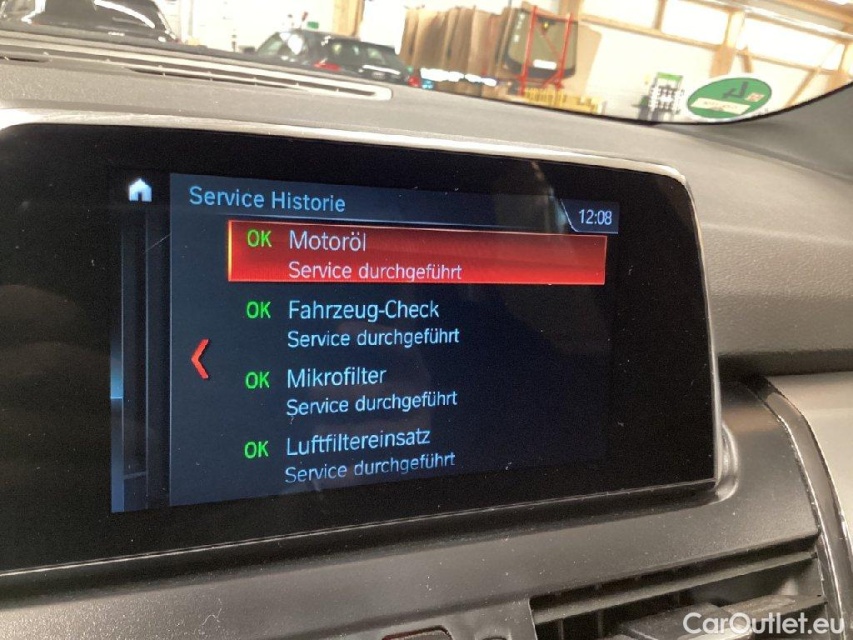 Service Historie
12:08
OK Motoröl
Service durchgeführt
OK Fahrzeug-Check
Service durchgeführt
OK Mikrofilter
Service durchgeführt
OK Luftfiltereinsatz
Service durchgeführt
CarOutlet.eu